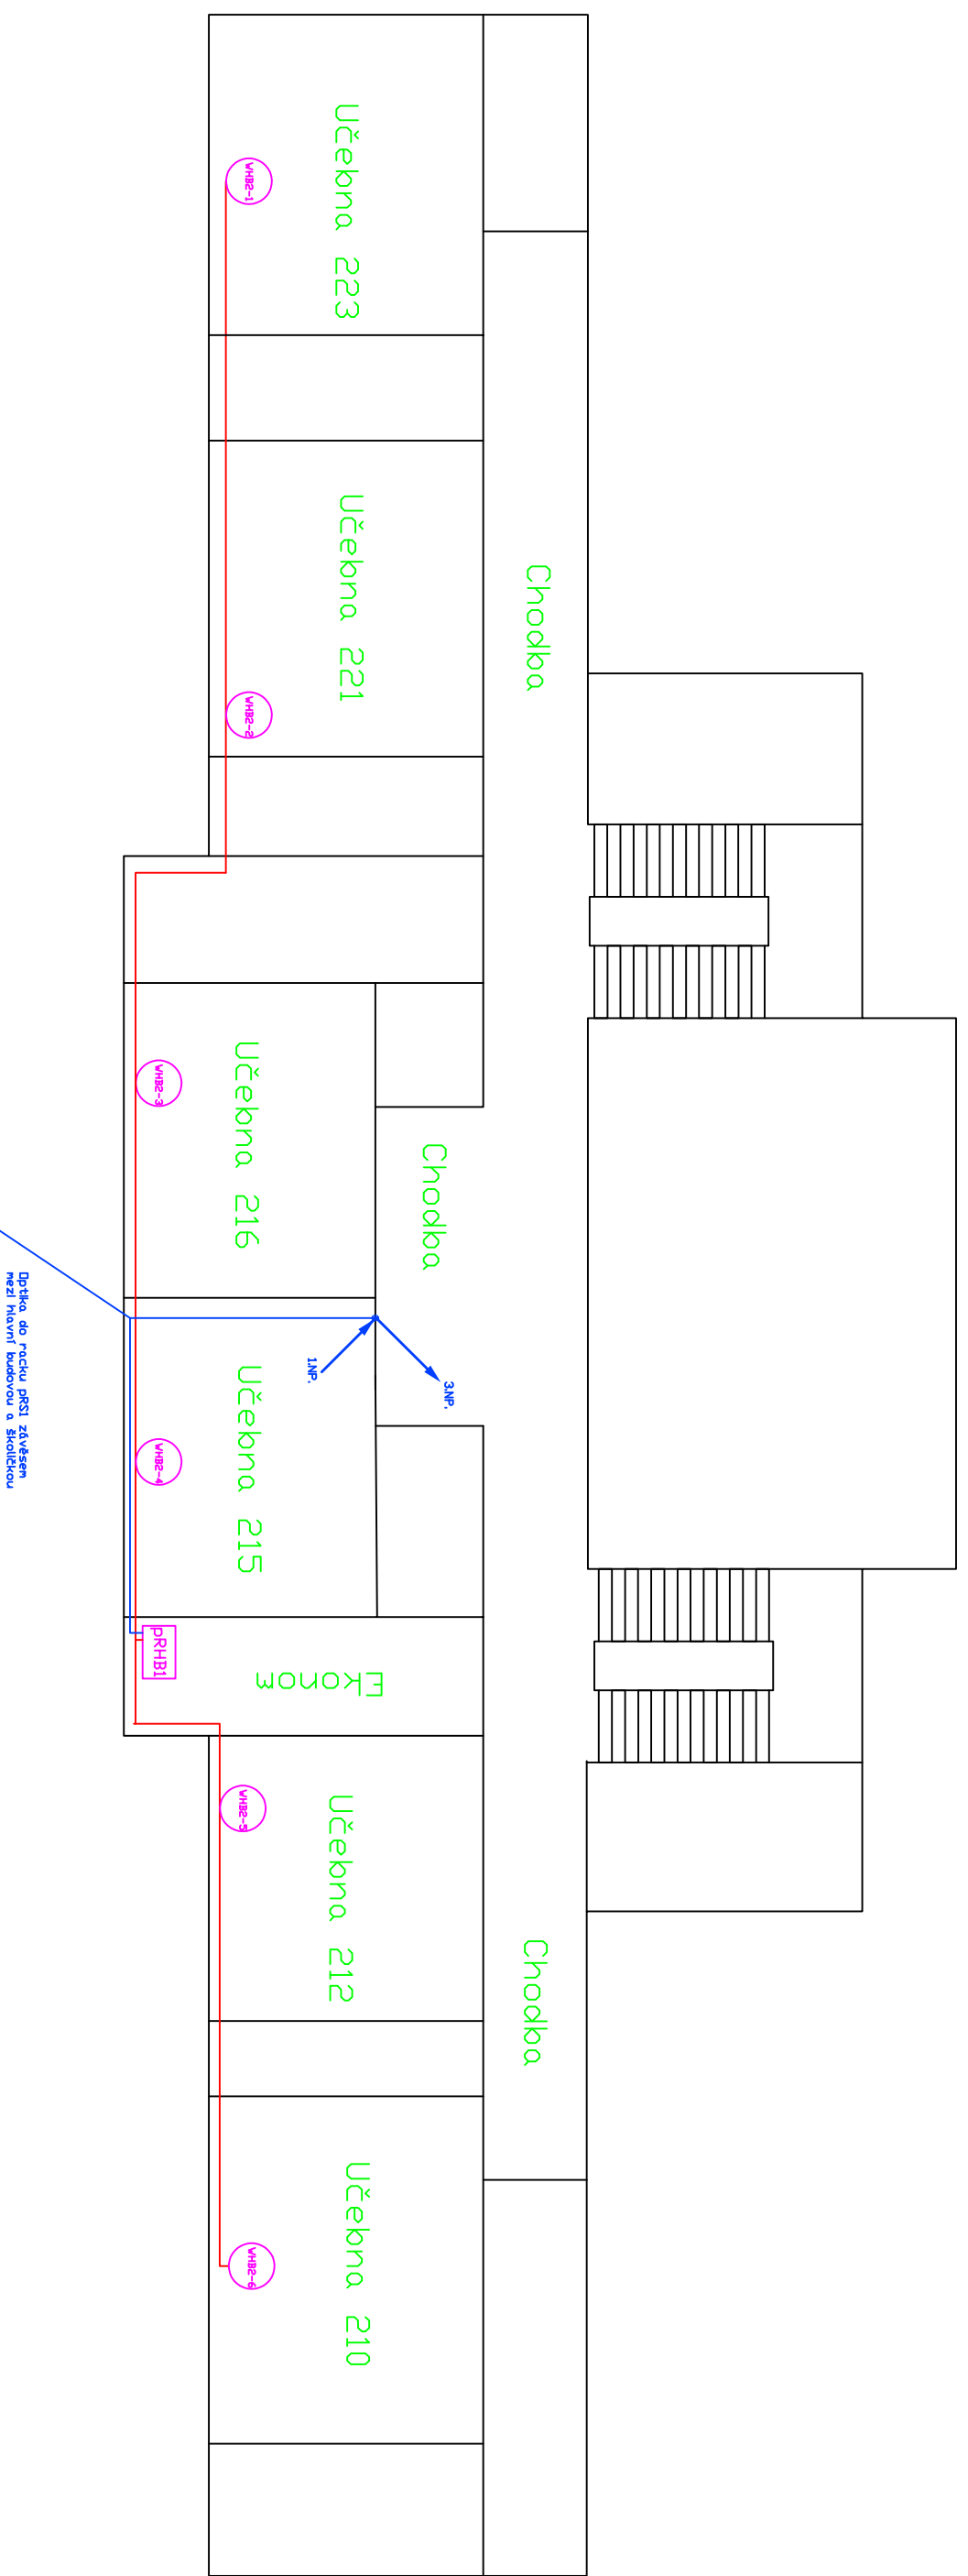 Učebna 223
WHB2-1
Učebna 221
WHB2-2
Chodba
Učebna 216
WHB2-3
Chodba
1.NP.
3.NP.
Učebna 215
WHB2-4
Optika do racku pRS1 závěsem
mezi hlavní budovou a školičkou
pRHB1
Ekonom
Učebna 212
WHB2-5
Chodba
Učebna 210
WHB2-6